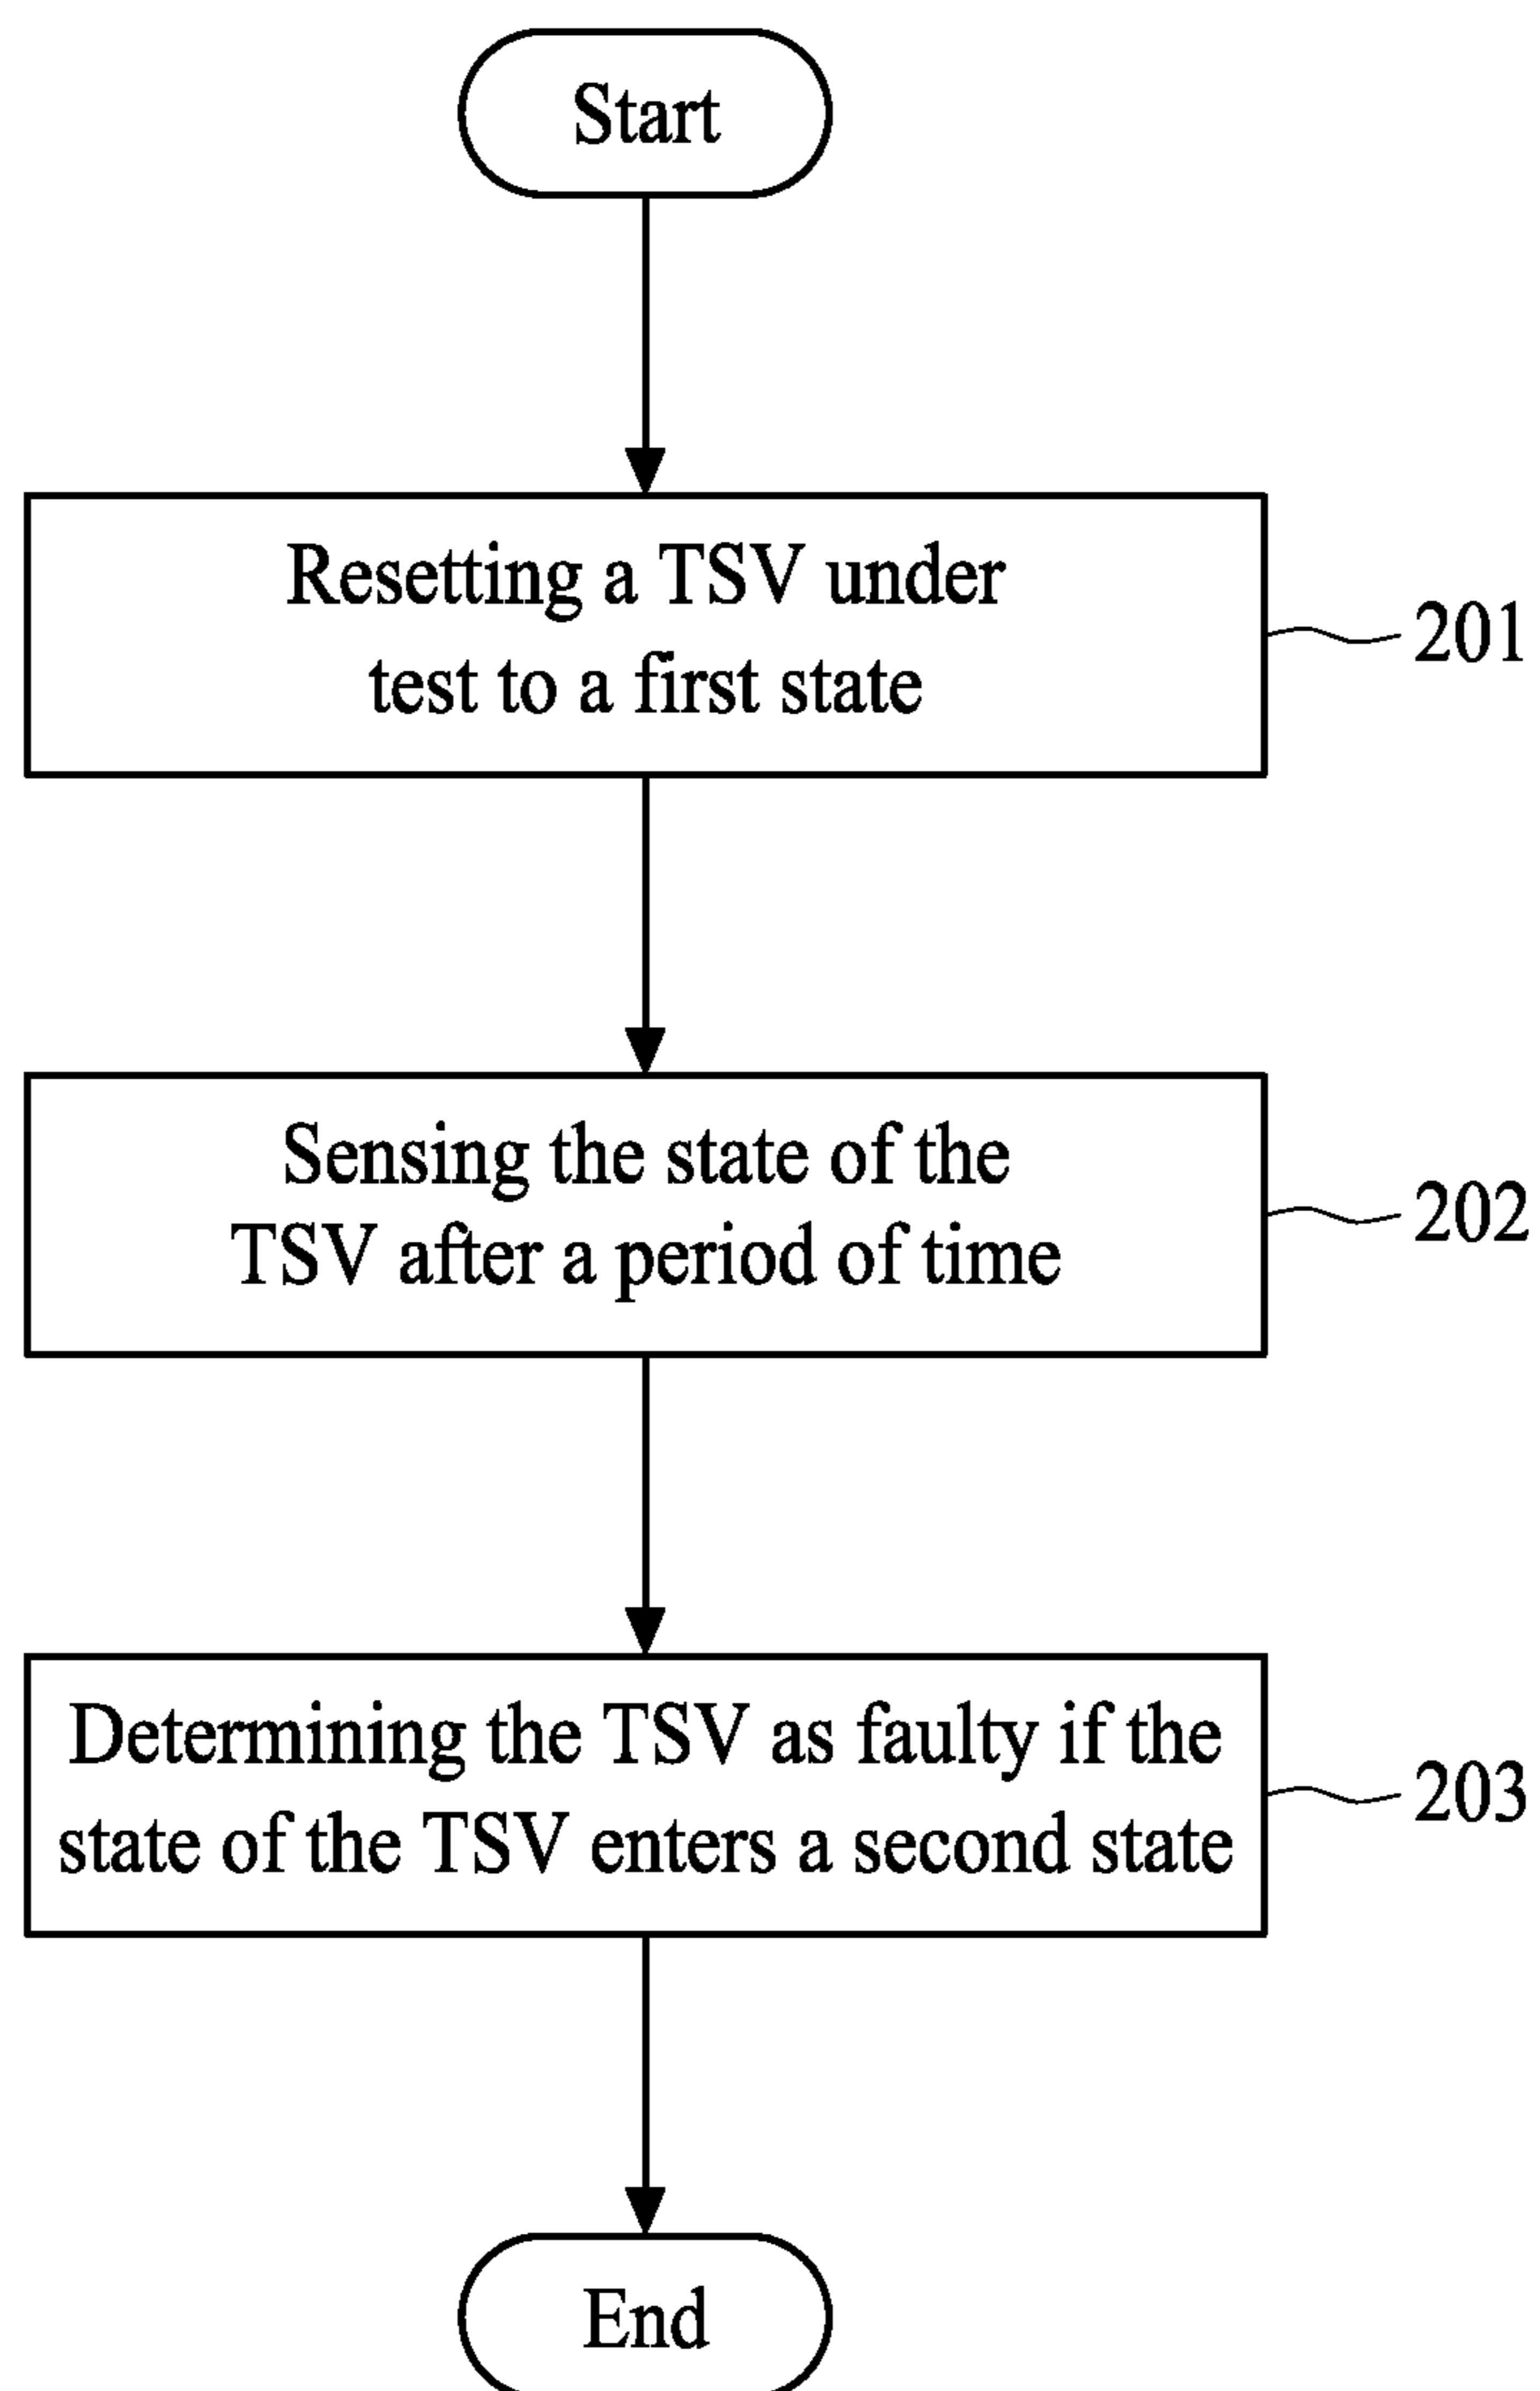 Start
Resetting a TSV under
test to a first state
201
Sensing the state of the
TSV after a period of time
202
Determining the TSV as faulty if the
state of the TSV enters a second state
203
End